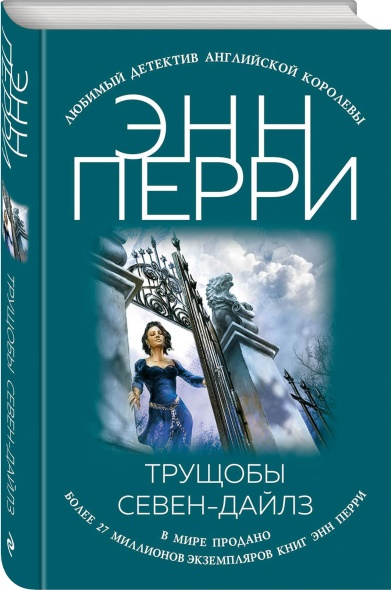 ЛЮБИМЫЙ ДЕТЕКТИВ АНГЛИЙСКОЙ КОРОЛЕВЫ
ЭНН
ПЕРРИ
ТРУЩОБЫ
СЕВЕН-ДАЙЛЗ
В МИРЕ ПРОДАНО
БОЛЕЕ 27 МИЛЛИОНОВ ЭКЗЕМПЛЯРОВ КНИГ ЭНН ПЕРРИ
ЭНН
ПЕРРИ
ТРУЩОБЫ СЕВЕН-ДАЙЛЗ